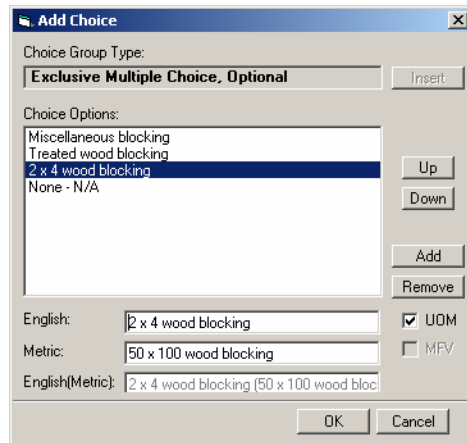 Add Choice
Choice Group Type:
Exclusive Multiple Choice, Optional
Insert
Choice Options:
Miscellaneous blocking
Treated wood blocking
2 x 4 wood blocking
None - N/A
Up
Down
Add
Remove
English: 2 x 4 wood blocking UOM
Metric: 50 x 100 wood blocking MFV
English(Metric): 2 x 4 wood blocking (50 x 100 wood bloc
OK Cancel